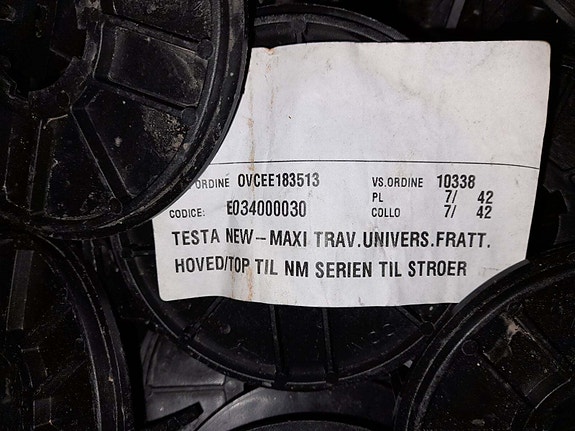 ORDINE OVCEE183513 VS.ORDINE 10338
PL 7/ 42
CODICE: E034000030 COLLO 7/ 42
TESTA NEW-MAXI TRAV.UNIVERS.FRATT.
HOVED/TOP TIL NM SERIEN TIL STROER